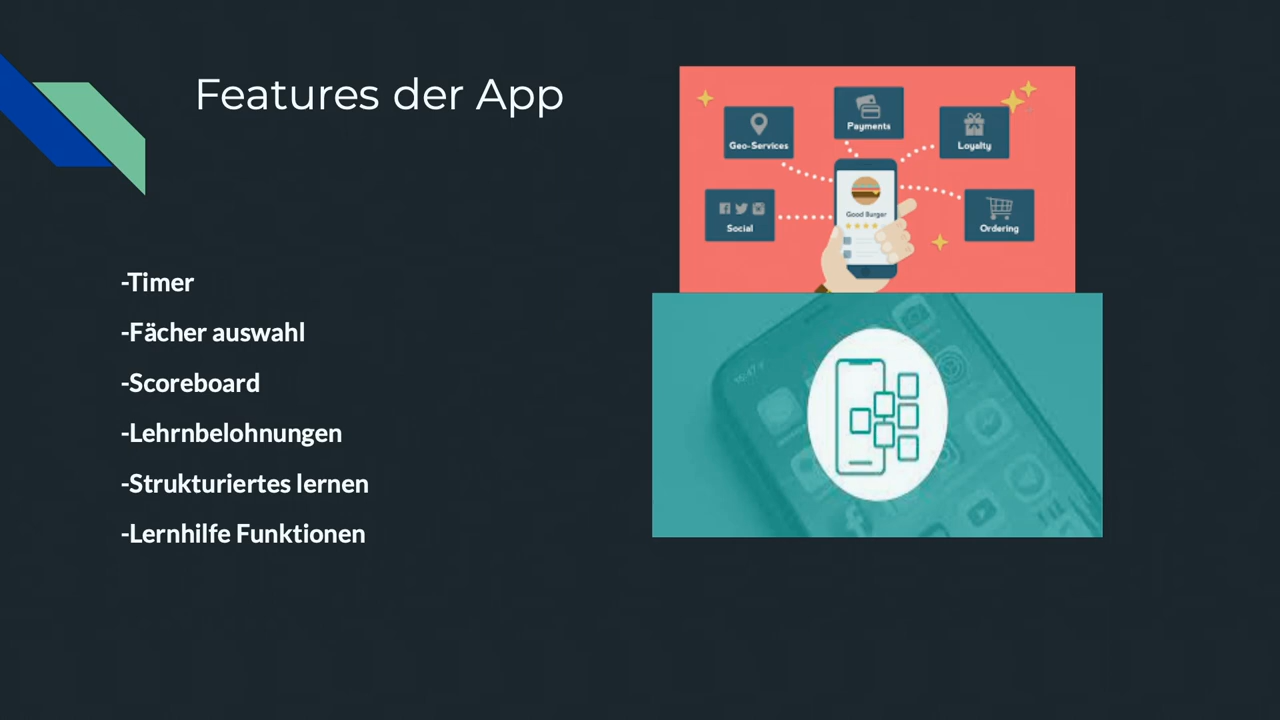 Features der App
-Timer
-Fächer auswahl
-Scoreboard
-Lehrnbelohnungen
-Strukturiertes lernen
-Lernhilfe Funktionen
Payments
Geo-Services
Loyalty
Good Burger
Social
Ordering